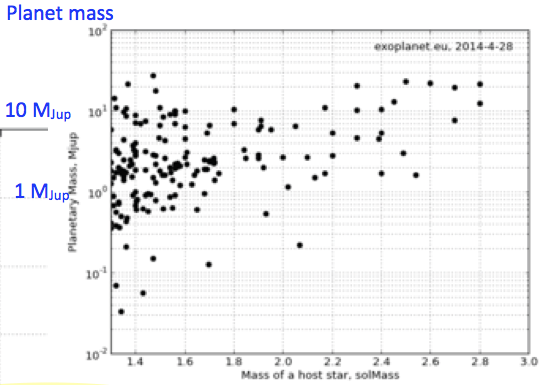 Planet mass
10²
exoplanet.eu, 2014-4-28
10 MJup
10¹
Planetary Mass, Mjup
1 MJup
10⁰
10⁻¹
10⁻²
1.4 1.6 1.8 2.0 2.2 2.4 2.6 2.8 3.0
Mass of a host star, solMass